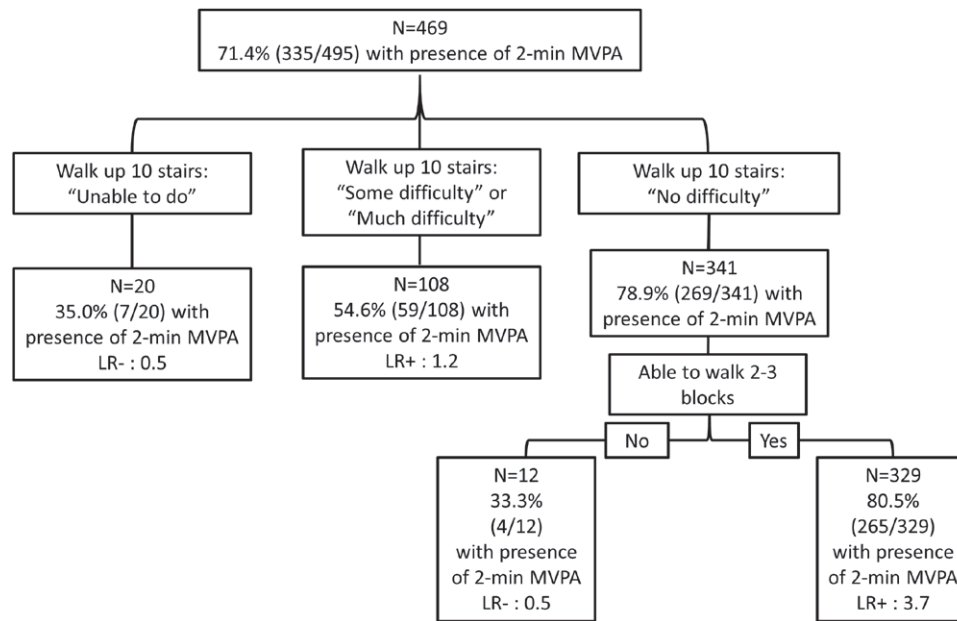 N=469
71.4% (335/495) with presence of 2-min MVPA
Walk up 10 stairs:
“Unable to do”
Walk up 10 stairs:
“Some difficulty” or
“Much difficulty”
Walk up 10 stairs:
“No difficulty”
N=20
35.0% (7/20) with
presence of 2-min MVPA
LR- : 0.5
N=108
54.6% (59/108) with
presence of 2-min MVPA
LR+ : 1.2
N=341
78.9% (269/341) with
presence of 2-min MVPA
Able to walk 2-3
blocks
No
Yes
N=12
33.3%
(4/12)
with presence
of 2-min MVPA
LR- : 0.5
N=329
80.5%
(265/329)
with presence
of 2-min MVPA
LR+ : 3.7